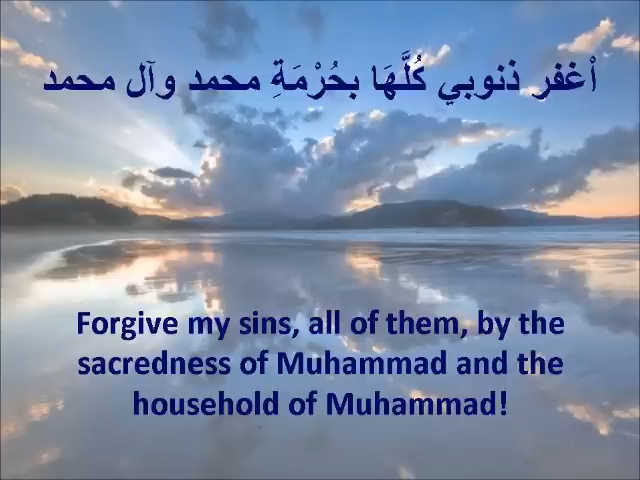 اْغفر ذنوبي كُلَّهَا بحُرْمَةِ محمد وآل محمد
Forgive my sins, all of them, by the
sacredness of Muhammad and the
household of Muhammad!